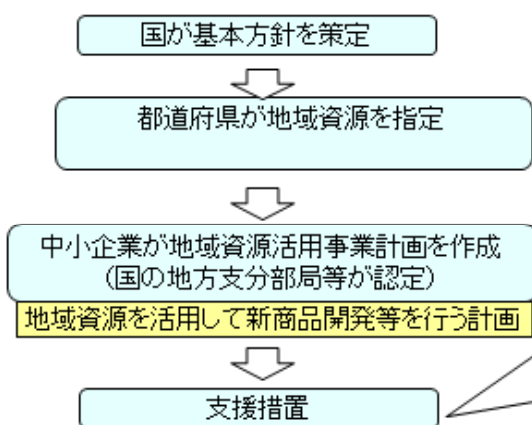 国が基本方針を策定
都道府県が地域資源を指定
中小企業が地域資源活用事業計画を作成
(国の地方支分部局等が認定)
地域資源を活用して新商品開発等を行う計画
支援措置